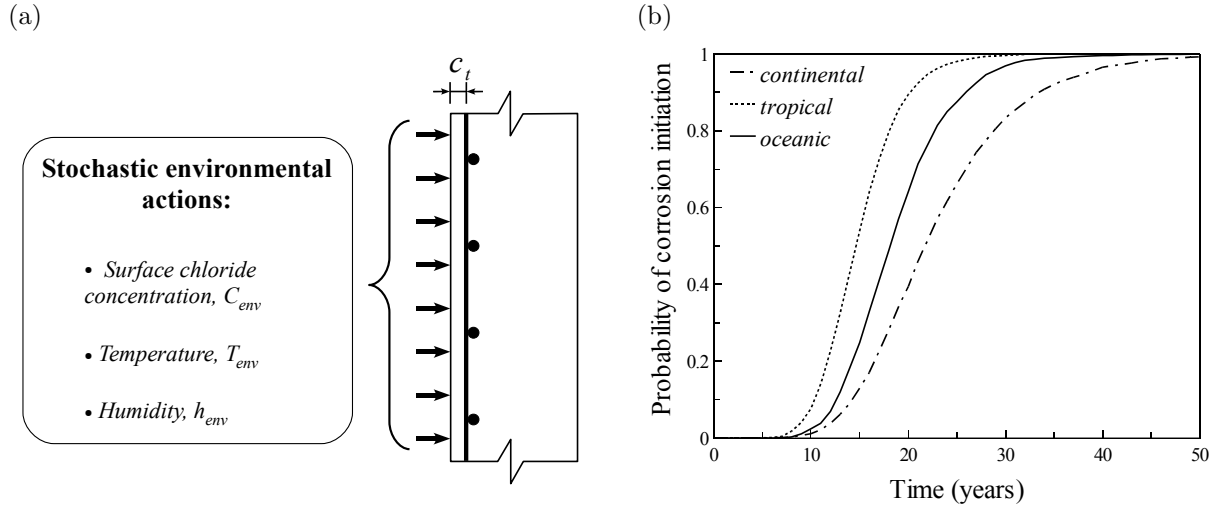 (a)
c_t
Stochastic environmental
actions:
• Surface chloride
concentration, C_env
• Temperature, T_env
• Humidity, h_env
(b)
continental
tropical
oceanic
Probability of corrosion initiation
1
0.8
0.6
0.4
0.2
0
0 10 20 30 40 50
Time (years)